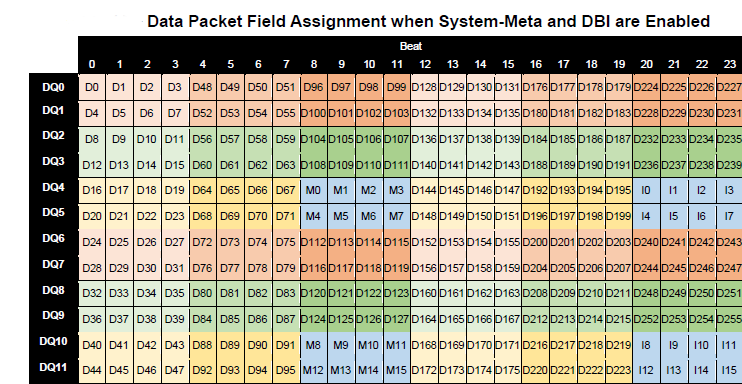 Data Packet Field Assignment when System-Meta and DBI are Enabled
Beat
0 1 2 3 4 5 6 7 8 9 10 11 12 13 14 15 16 17 18 19 20 21 22 23
DQ0 D0 D1 D2 D3 D48 D49 D50 D51 D96 D97 D98 D99 D128 D129 D130 D131 D176 D177 D178 D179 D224 D225 D226 D227
DQ1 D4 D5 D6 D7 D52 D53 D54 D55 D100 D101 D102 D103 D132 D133 D134 D135 D180 D181 D182 D183 D228 D229 D230 D231
DQ2 D8 D9 D10 D11 D56 D57 D58 D59 D104 D105 D106 D107 D136 D137 D138 D139 D184 D185 D186 D187 D232 D233 D234 D235
DQ3 D12 D13 D14 D15 D60 D61 D62 D63 D108 D109 D110 D111 D140 D141 D142 D143 D188 D189 D190 D191 D236 D237 D238 D239
DQ4 D16 D17 D18 D19 D64 D65 D66 D67 M0 M1 M2 M3 D144 D145 D146 D147 D192 D193 D194 D195 I0 I1 I2 I3
DQ5 D20 D21 D22 D23 D68 D69 D70 D71 M4 M5 M6 M7 D148 D149 D150 D151 D196 D197 D198 D199 I4 I5 I6 I7
DQ6 D24 D25 D26 D27 D72 D73 D74 D75 D112 D113 D114 D115 D152 D153 D154 D155 D200 D201 D202 D203 D240 D241 D242 D243
DQ7 D28 D29 D30 D31 D76 D77 D78 D79 D116 D117 D118 D119 D156 D157 D158 D159 D204 D205 D206 D207 D244 D245 D246 D247
DQ8 D32 D33 D34 D35 D80 D81 D82 D83 D120 D121 D122 D123 D160 D161 D162 D163 D208 D209 D210 D211 D248 D249 D250 D251
DQ9 D36 D37 D38 D39 D84 D85 D86 D87 D124 D125 D126 D127 D164 D165 D166 D167 D212 D213 D214 D215 D252 D253 D254 D255
DQ10 D40 D41 D42 D43 D88 D89 D90 D91 M8 M9 M10 M11 D168 D169 D170 D171 D216 D217 D218 D219 I8 I9 I10 I11
DQ11 D44 D45 D46 D47 D92 D93 D94 D95 M12 M13 M14 M15 D172 D173 D174 D175 D220 D221 D222 D223 I12 I13 I14 I15